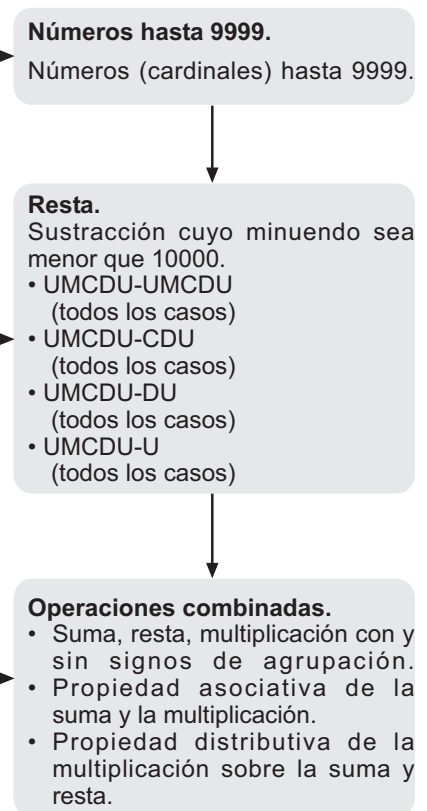 Números hasta 9999.
Números (cardinales) hasta 9999.
Resta.
Sustracción cuyo minuendo sea
menor que 10000.
• UMCDU-UMCDU
(todos los casos)
• UMCDU-CDU
(todos los casos)
• UMCDU-DU
(todos los casos)
• UMCDU-U
(todos los casos)
Operaciones combinadas.
• Suma, resta, multiplicación con y
sin signos de agrupación.
• Propiedad asociativa de la
suma y la multiplicación.
• Propiedad distributiva de la
multiplicación sobre la suma y
resta.